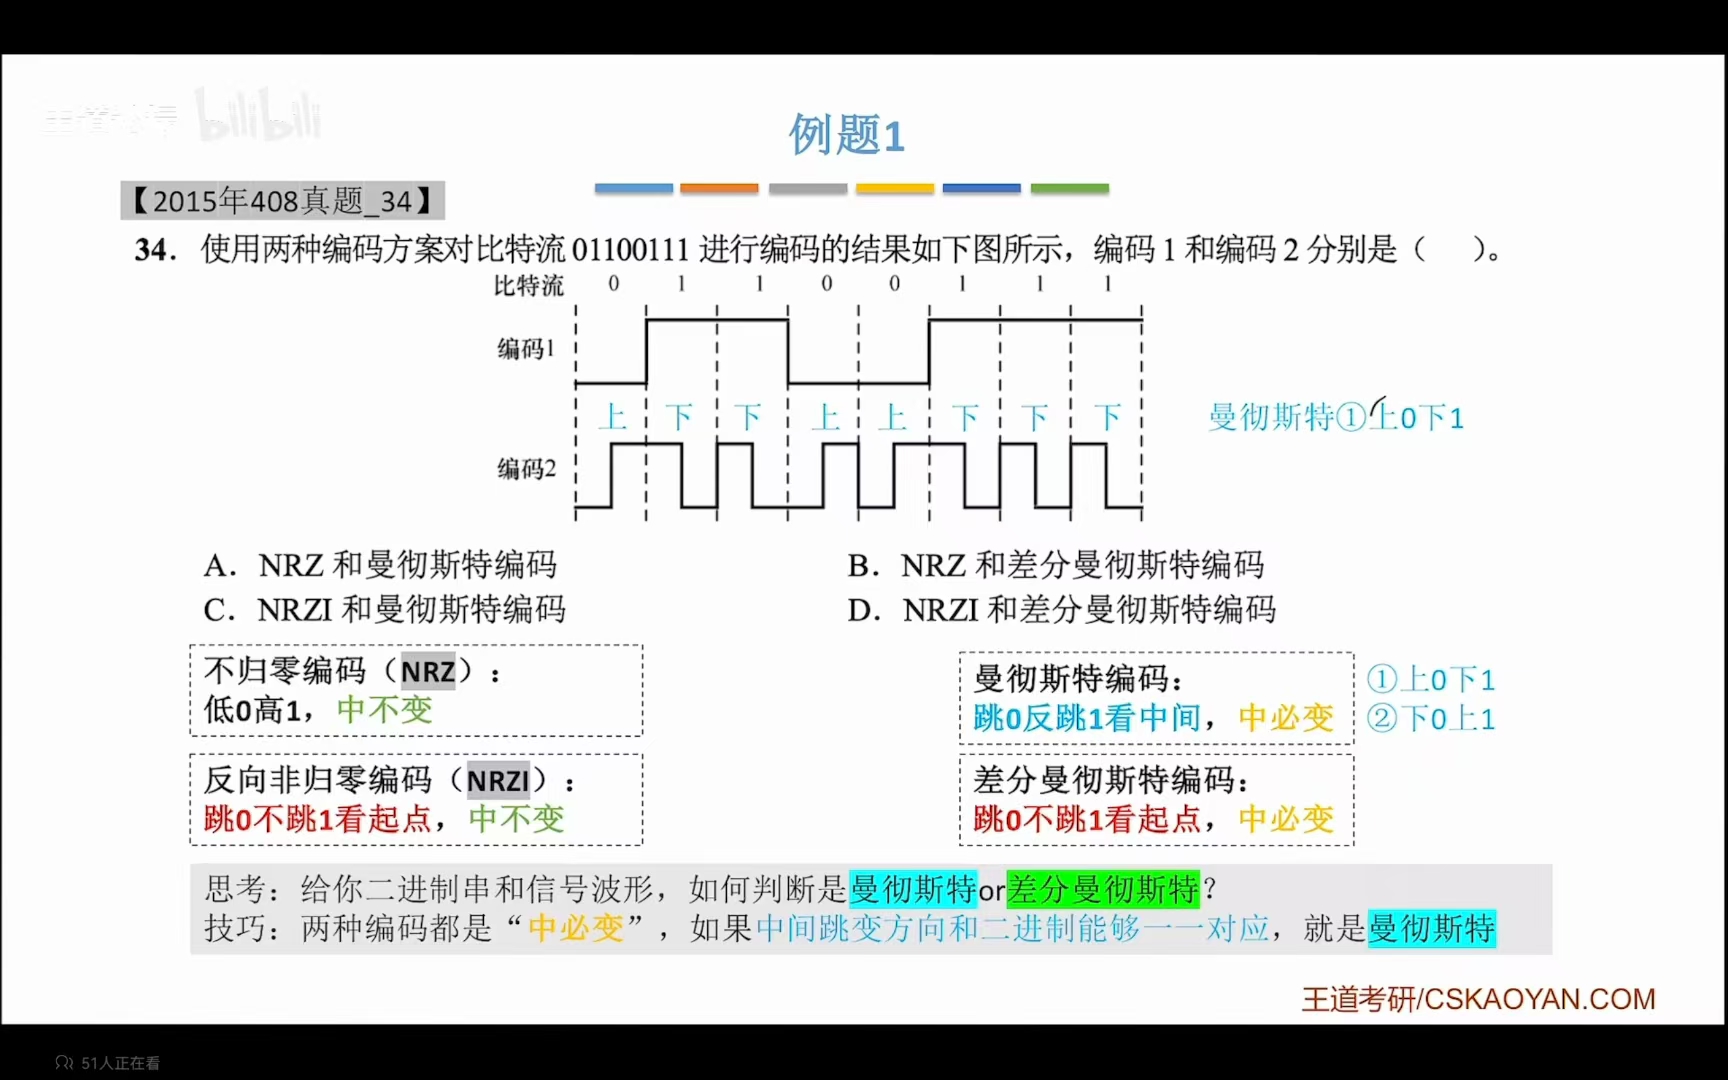 bilibili
例题1
【2015年408真题_34】
34. 使用两种编码方案对比特流 01100111 进行编码的结果如下图所示，编码 1 和编码 2 分别是（ ）。
比特流 0 1 1 0 0 1 1 1
编码1
上 下 下 上 上 下 下 下 曼彻斯特①上0下1
编码2
A. NRZ 和曼彻斯特编码 B. NRZ 和差分曼彻斯特编码
C. NRZI 和曼彻斯特编码 D. NRZI 和差分曼彻斯特编码
不归零编码（NRZ）：
低0高1，中不变
曼彻斯特编码： ①上0下1
跳0反跳1看中间，中必变 ②下0上1
反向非归零编码（NRZI）：
跳0不跳1看起点，中不变
差分曼彻斯特编码：
跳0不跳1看起点，中必变
思考：给你二进制串和信号波形，如何判断是曼彻斯特or差分曼彻斯特？
技巧：两种编码都是“中必变”，如果中间跳变方向和二进制能够一一对应，就是曼彻斯特
王道考研/CSKAOYAN.COM
51人正在看